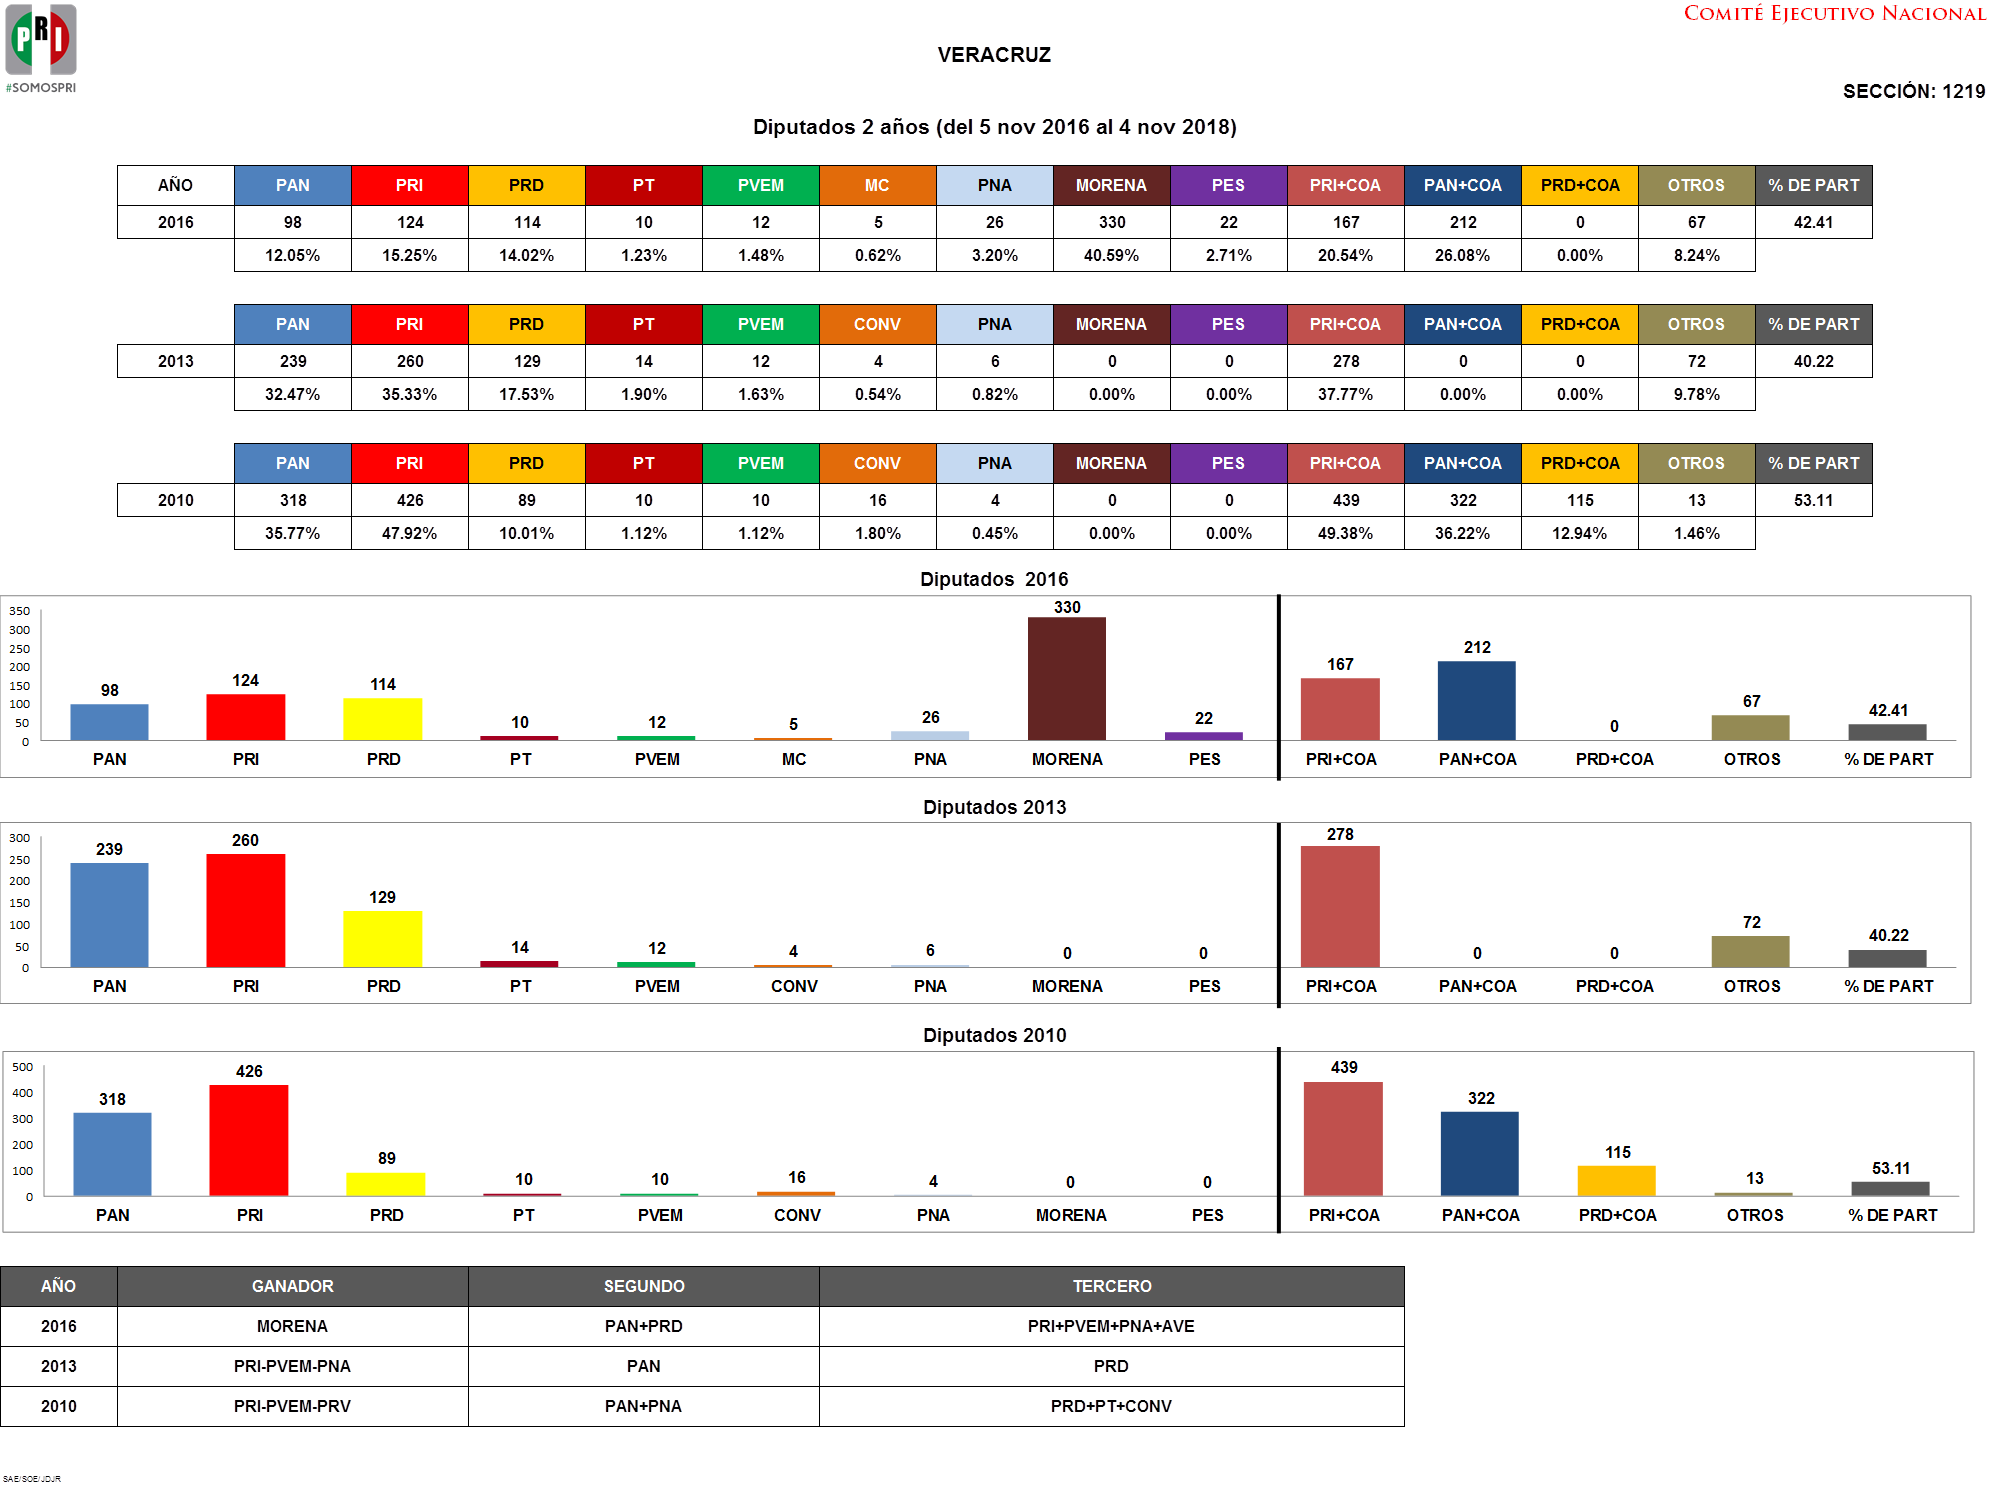 COMITÉ EJECUTIVO NACIONAL
PRI
#SOMOSPRI
VERACRUZ
SECCIÓN: 1219
Diputados 2 años (del 5 nov 2016 al 4 nov 2018)
AÑO PAN PRI PRD PT PVEM MC PNA MORENA PES PRI+COA PAN+COA PRD+COA OTROS % DE PART
2016 98 124 114 10 12 5 26 330 22 167 212 0 67 42.41
12.05% 15.25% 14.02% 1.23% 1.48% 0.62% 3.20% 40.59% 2.71% 20.54% 26.08% 0.00% 8.24%
PAN PRI PRD PT PVEM CONV PNA MORENA PES PRI+COA PAN+COA PRD+COA OTROS % DE PART
2013 239 260 129 14 12 4 6 0 0 278 0 0 72 40.22
32.47% 35.33% 17.53% 1.90% 1.63% 0.54% 0.82% 0.00% 0.00% 37.77% 0.00% 0.00% 9.78%
PAN PRI PRD PT PVEM CONV PNA MORENA PES PRI+COA PAN+COA PRD+COA OTROS % DE PART
2010 318 426 89 10 10 16 4 0 0 439 322 115 13 53.11
35.77% 47.92% 10.01% 1.12% 1.12% 1.80% 0.45% 0.00% 0.00% 49.38% 36.22% 12.94% 1.46%
Diputados 2016
350
300
250
200
150
100
50
0
98 124 114 10 12 5 26 330 22 167 212 0 67 42.41
PAN PRI PRD PT PVEM MC PNA MORENA PES PRI+COA PAN+COA PRD+COA OTROS % DE PART
Diputados 2013
300
250
200
150
100
50
0
239 260 129 14 12 4 6 0 0 278 0 0 72 40.22
PAN PRI PRD PT PVEM CONV PNA MORENA PES PRI+COA PAN+COA PRD+COA OTROS % DE PART
Diputados 2010
500
400
300
200
100
0
318 426 89 10 10 16 4 0 0 439 322 115 13 53.11
PAN PRI PRD PT PVEM CONV PNA MORENA PES PRI+COA PAN+COA PRD+COA OTROS % DE PART
AÑO GANADOR SEGUNDO TERCERO
2016 MORENA PAN+PRD PRI+PVEM+PNA+AVE
2013 PRI-PVEM-PNA PAN PRD
2010 PRI-PVEM-PRV PAN+PNA PRD+PT+CONV
SAE/SOE/JDJR